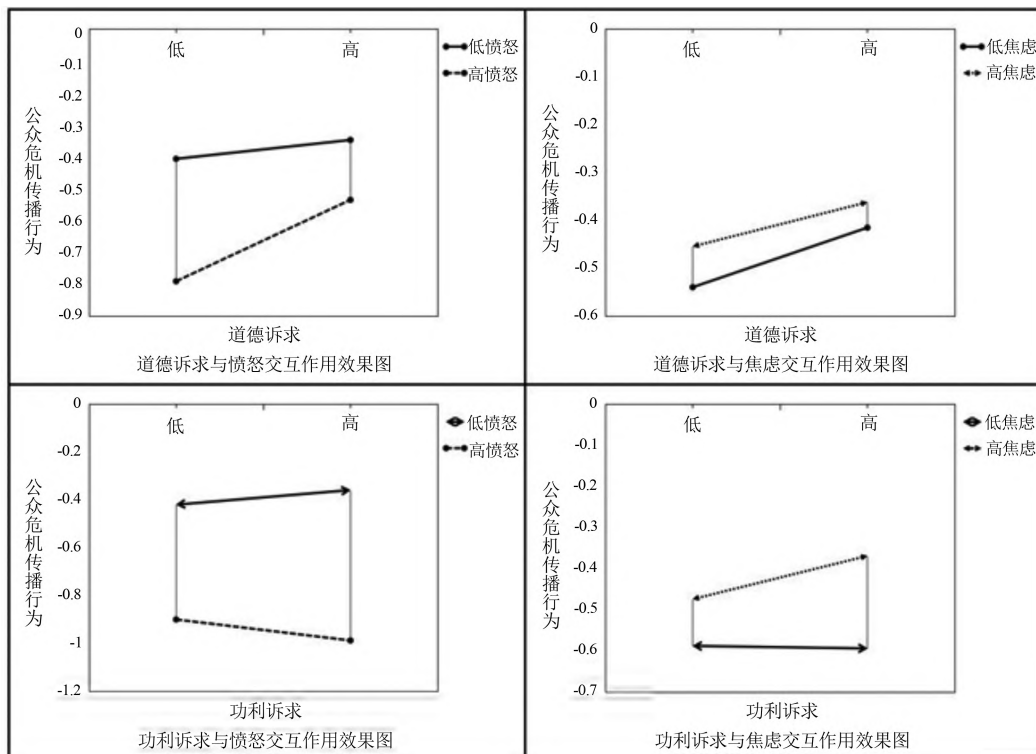 0
-0.1
-0.2
-0.3
-0.4
-0.5
-0.6
-0.7
-0.8
-0.9
低
高
低愤怒
高愤怒
公众危机传播行为
道德诉求
道德诉求与愤怒交互作用效果图
0
-0.1
-0.2
-0.3
-0.4
-0.5
-0.6
低
高
低焦虑
高焦虑
公众危机传播行为
道德诉求
道德诉求与焦虑交互作用效果图
0
-0.2
-0.4
-0.6
-0.8
-1
-1.2
低
高
低愤怒
高愤怒
公众危机传播行为
功利诉求
功利诉求与愤怒交互作用效果图
0
-0.1
-0.2
-0.3
-0.4
-0.5
-0.6
-0.7
低
高
低焦虑
高焦虑
公众危机传播行为
功利诉求
功利诉求与焦虑交互作用效果图